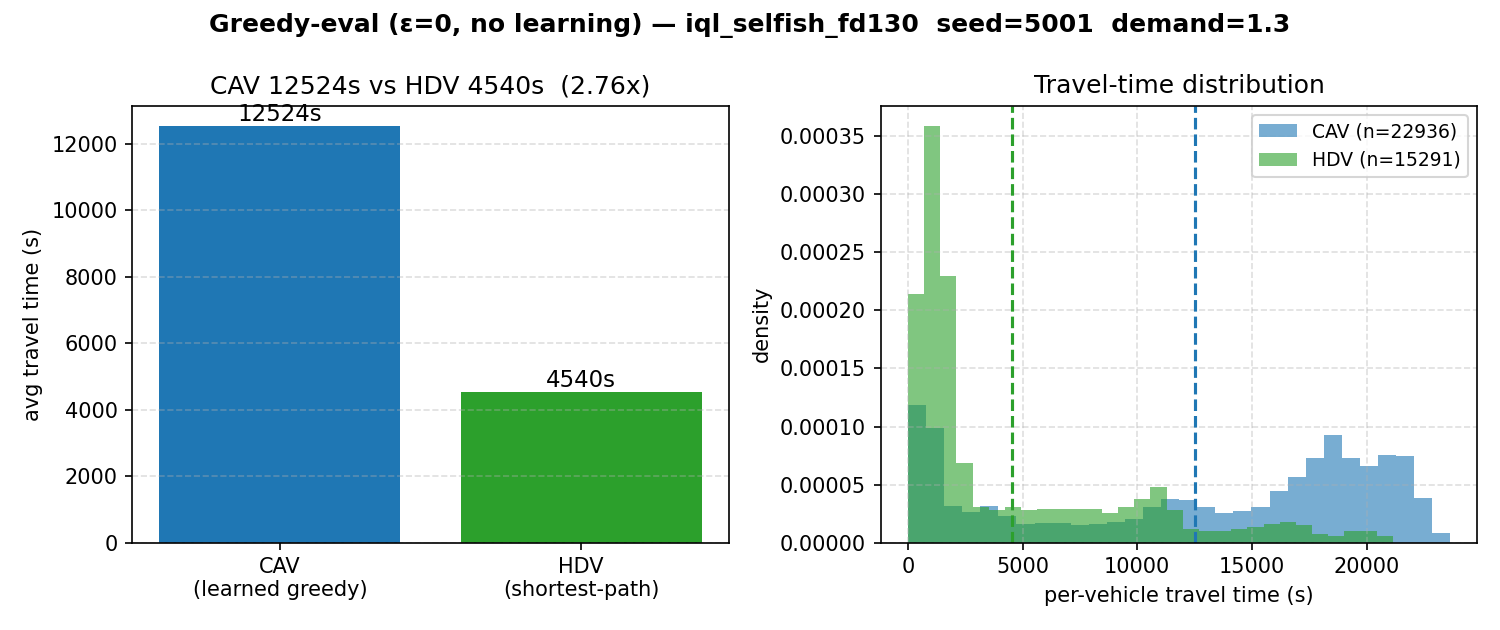 Greedy-eval (ε=0, no learning) — iql_selfish_fd130  seed=5001  demand=1.3
CAV 12524s vs HDV 4540s  (2.76x)
12524s
4540s
avg travel time (s)
12000
10000
8000
6000
4000
2000
0
CAV
(learned greedy)
HDV
(shortest-path)
Travel-time distribution
CAV (n=22936)
HDV (n=15291)
density
0.00035
0.00030
0.00025
0.00020
0.00015
0.00010
0.00005
0.00000
0 5000 10000 15000 20000
per-vehicle travel time (s)